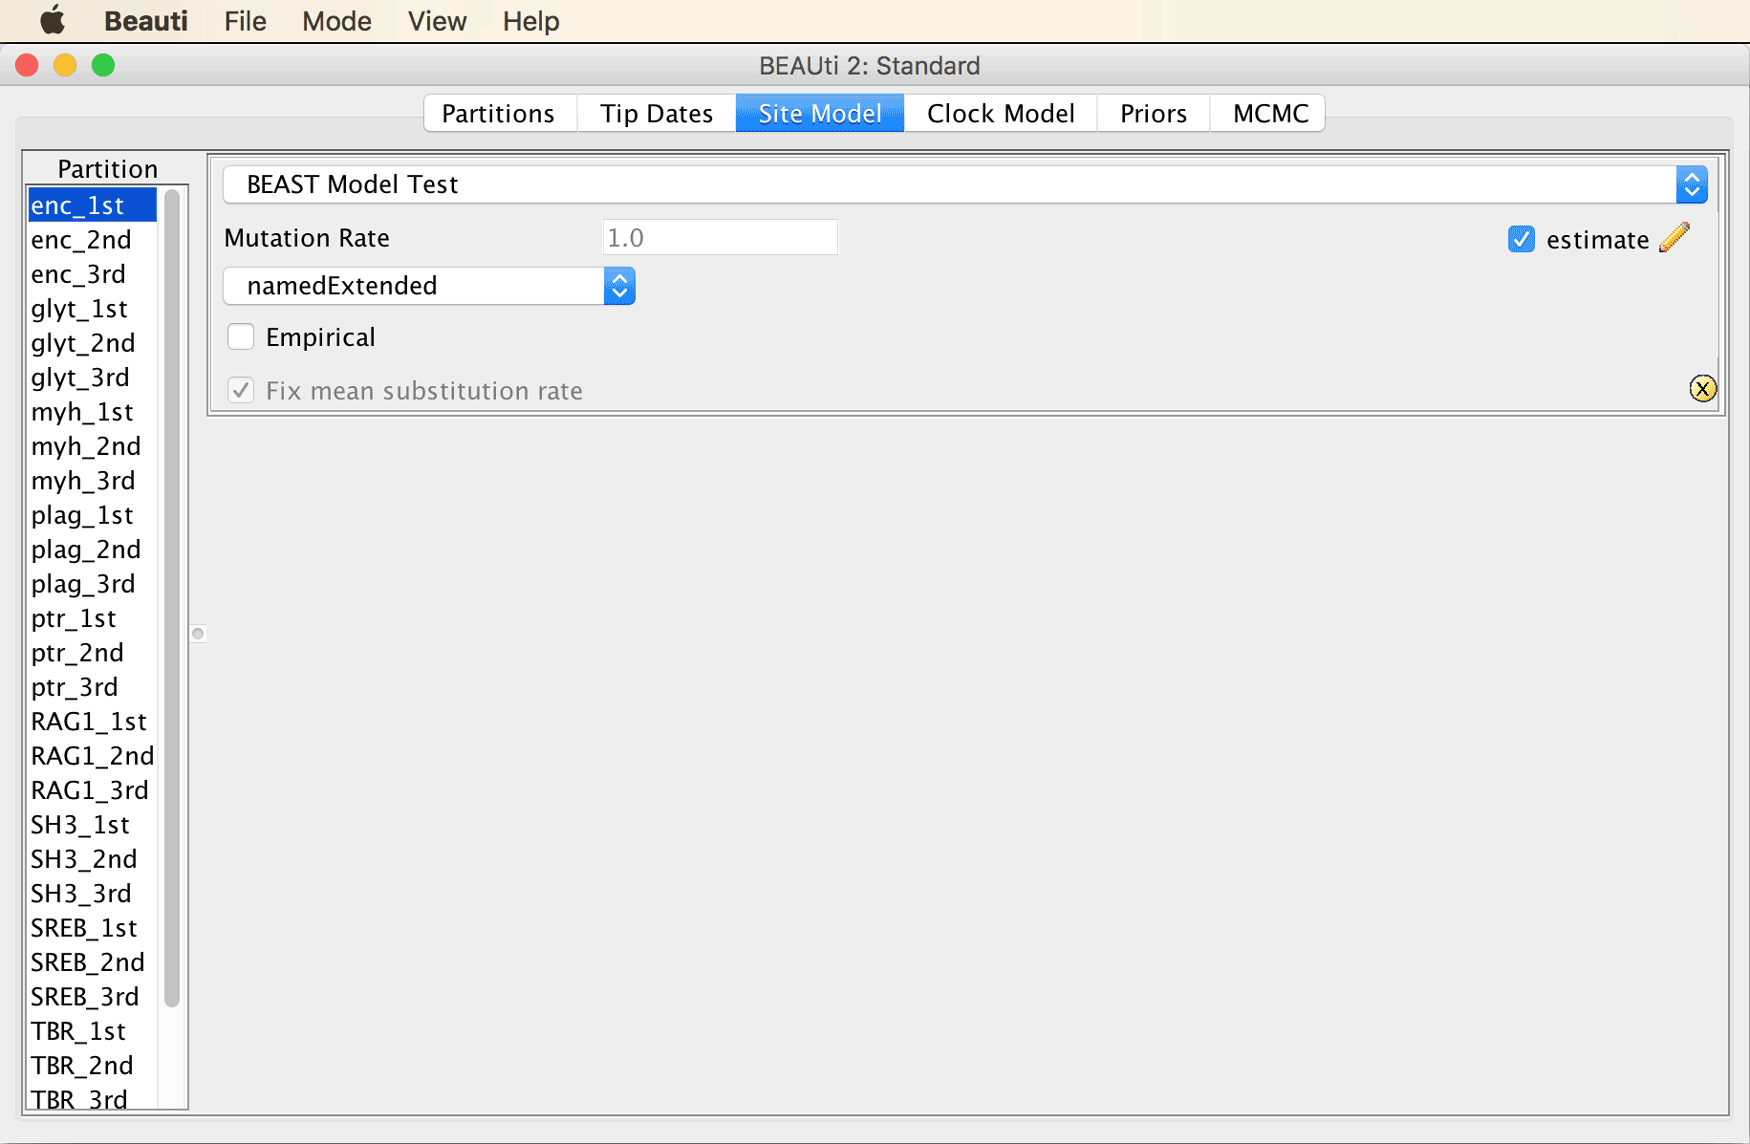 Beauti File Mode View Help
BEAUti 2: Standard
Partitions Tip Dates Site Model Clock Model Priors MCMC
Partition
enc_1st
enc_2nd
enc_3rd
glyt_1st
glyt_2nd
glyt_3rd
myh_1st
myh_2nd
myh_3rd
plag_1st
plag_2nd
plag_3rd
ptr_1st
ptr_2nd
ptr_3rd
RAG1_1st
RAG1_2nd
RAG1_3rd
SH3_1st
SH3_2nd
SH3_3rd
SREB_1st
SREB_2nd
SREB_3rd
TBR_1st
TBR_2nd
TBR_3rd
BEAST Model Test
Mutation Rate 1.0 estimate
namedExtended
Empirical
Fix mean substitution rate